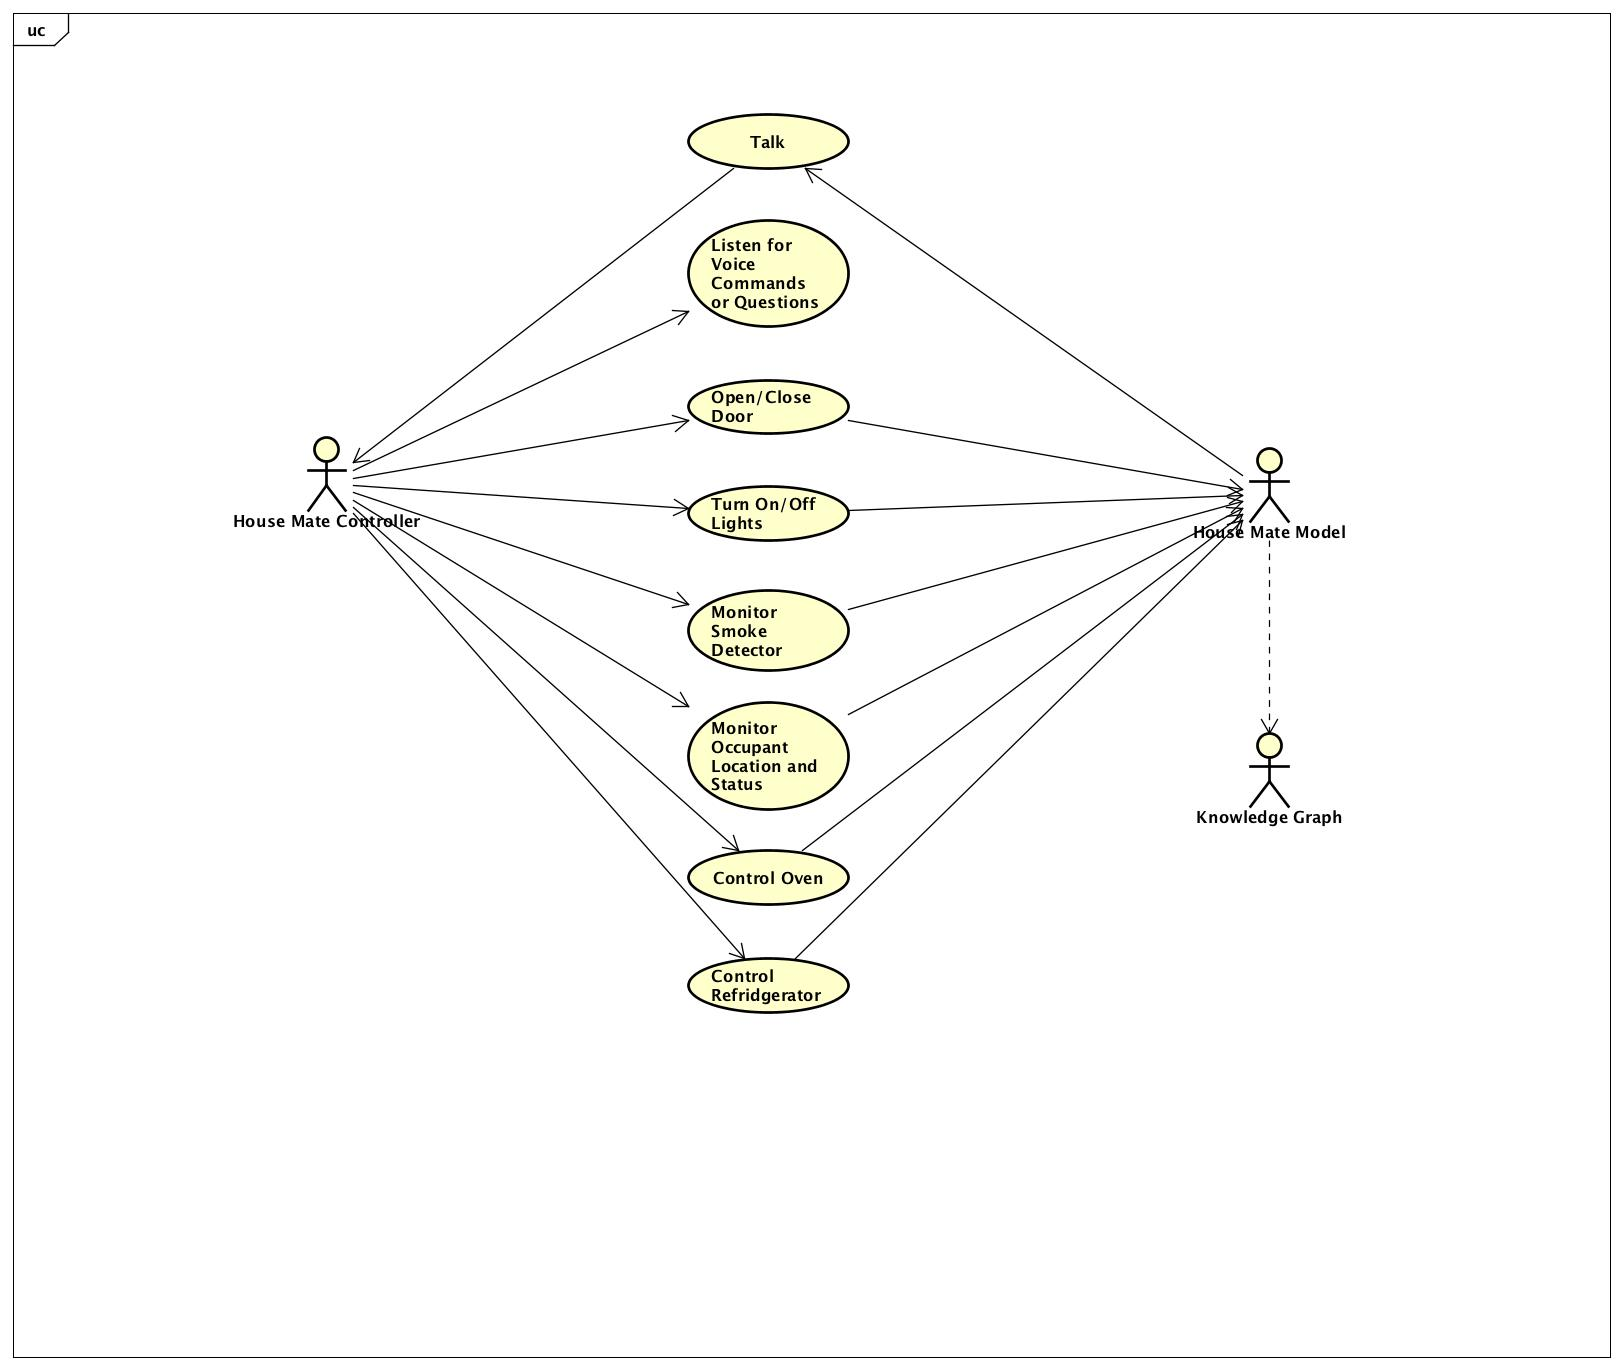 uc
Talk
Listen for
Voice
Commands
or Questions
Open/Close
Door
House Mate Controller
Turn On/Off
Lights
House Mate Model
Monitor
Smoke
Detector
Monitor
Occupant
Location and
Status
Knowledge Graph
Control Oven
Control
Refridgerator